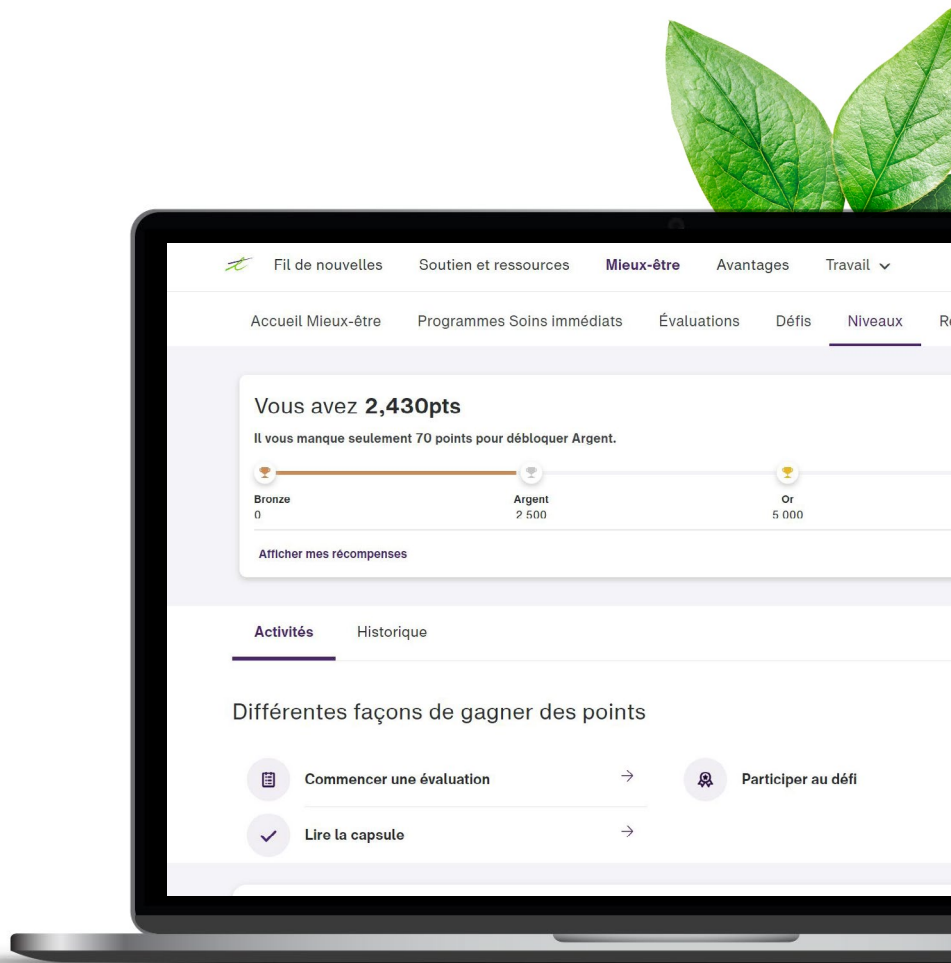 Fil de nouvelles Soutien et ressources Mieux-être Avantages Travail
Accueil Mieux-être Programmes Soins immédiats Évaluations Défis Niveaux
Vous avez 2,430pts
Il vous manque seulement 70 points pour débloquer Argent.
Bronze Argent Or
0 2 500 5 000
Afficher mes récompenses
Activités Historique
Différentes façons de gagner des points
Commencer une évaluation Participer au défi
Lire la capsule